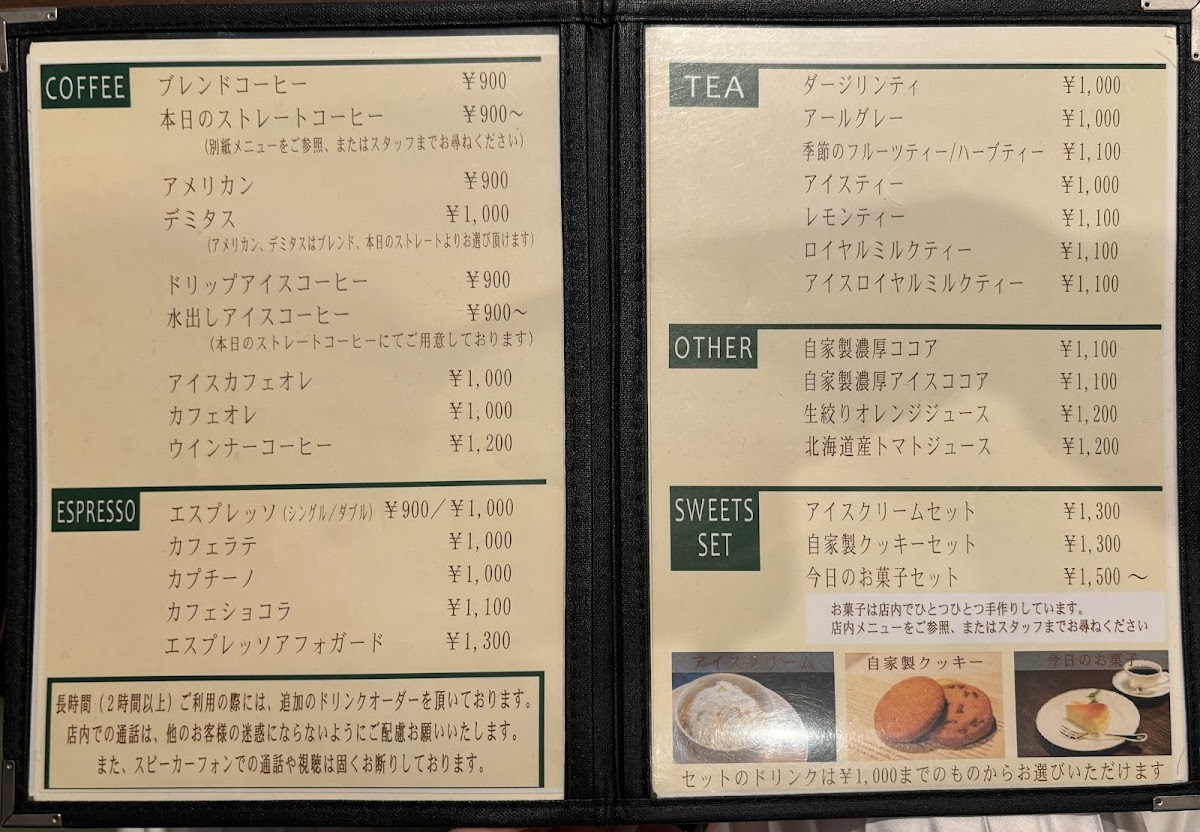 COFFEE
ブレンドコーヒー ￥900
本日のストレートコーヒー ￥900～
(別紙メニューをご参照、またはスタッフまでお尋ねください)
アメリカン ￥900
デミタス ￥1,000
(アメリカン、デミタスはブレンド、本日のストレートよりお選び頂けます)
ドリップアイスコーヒー ￥900
水出しアイスコーヒー ￥900～
(本日のストレートコーヒーにてご用意しております)
アイスカフェオレ ￥1,000
カフェオレ ￥1,000
ウインナーコーヒー ￥1,200
ESPRESSO
エスプレッソ(シングル/ダブル) ￥900／￥1,000
カフェラテ ￥1,000
カプチーノ ￥1,000
カフェショコラ ￥1,100
エスプレッソアフォガード ￥1,300
長時間(２時間以上)ご利用の際には、追加のドリンクオーダーを頂いております。
店内での通話は、他のお客様の迷惑にならないようにご配慮お願いいたします。
また、スピーカーフォンでの通話や視聴は固くお断りしております。
TEA
ダージリンティ ￥1,000
アールグレー ￥1,000
季節のフルーツティー/ハーブティー ￥1,100
アイスティー ￥1,000
レモンティー ￥1,100
ロイヤルミルクティー ￥1,100
アイスロイヤルミルクティー ￥1,100
OTHER
自家製濃厚ココア ￥1,100
自家製濃厚アイスココア ￥1,100
生絞りオレンジジュース ￥1,200
北海道産トマトジュース ￥1,200
SWEETS
SET
アイスクリームセット ￥1,300
自家製クッキーセット ￥1,300
今日のお菓子セット ￥1,500 ～
お菓子は店内でひとつひとつ手作りしています。
店内メニューをご参照、またはスタッフまでお尋ねください
アイスクリーム
自家製クッキー
今日のお菓子
セットのドリンクは￥1,000までのものからお選びいただけます